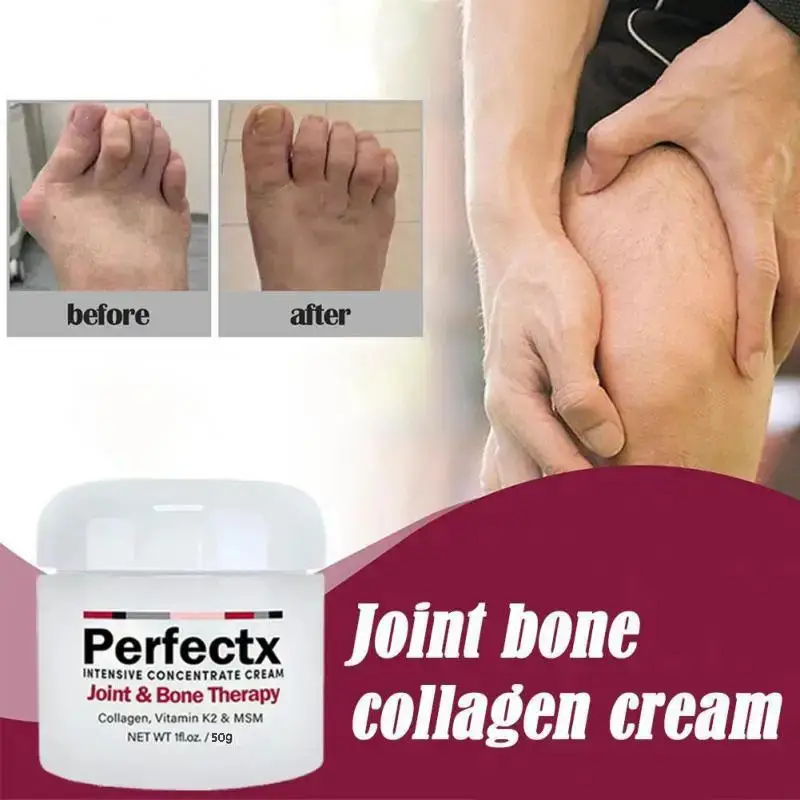 before
after
Perfectx
INTENSIVE CONCENTRATE CREAM
Joint & Bone Therapy
Collagen, Vitamin K2 & MSM
NET WT 1fl.oz. / 50g
Joint bone
collagen cream